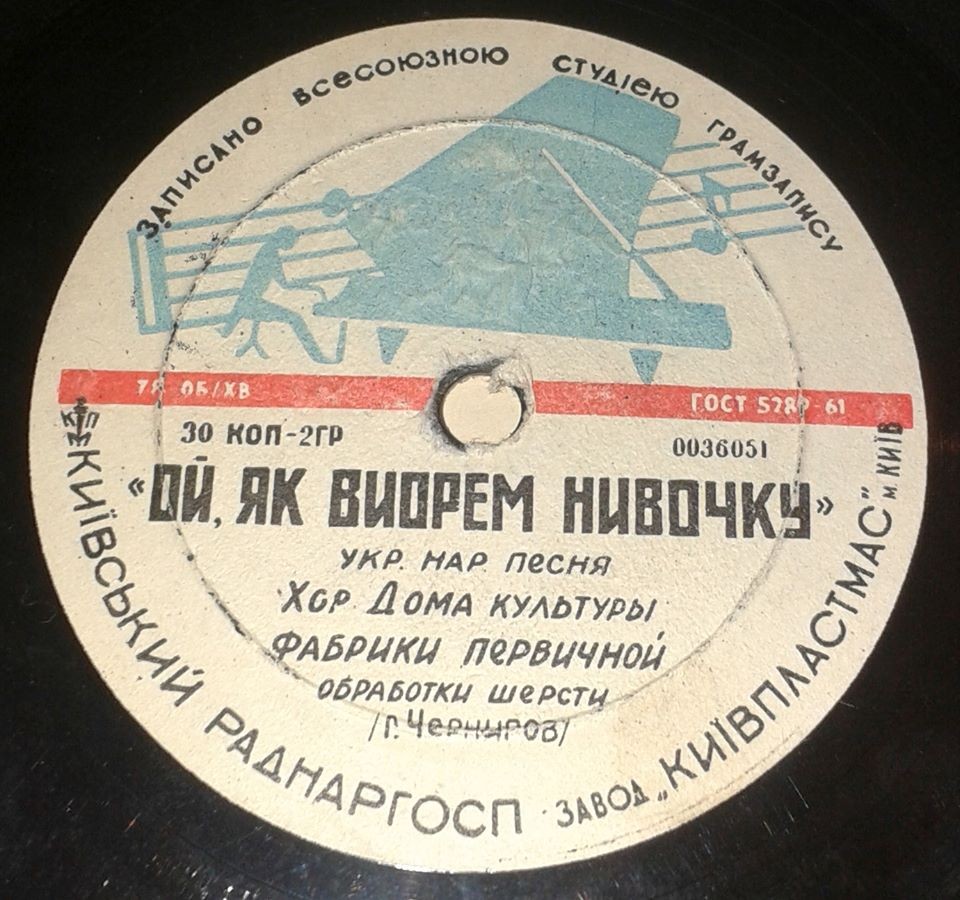 Записано Всесоюзною студією грамзапису
78 ОБ/ХВ
ГОСТ 5289-61
30 КОП-2ГР
0036051
«ОЙ, ЯК ВИОРЕМ НИВОЧКУ»
УКР. НАР ПЕСНЯ
Хор Дома культуры
фабрики первичной
обработки шерсти
/г. Черныров/
КИЇВСЬКИЙ РАДНАРГОСП · ЗАВОД „КИЇВПЛАСТМАС" м. КИЇВ